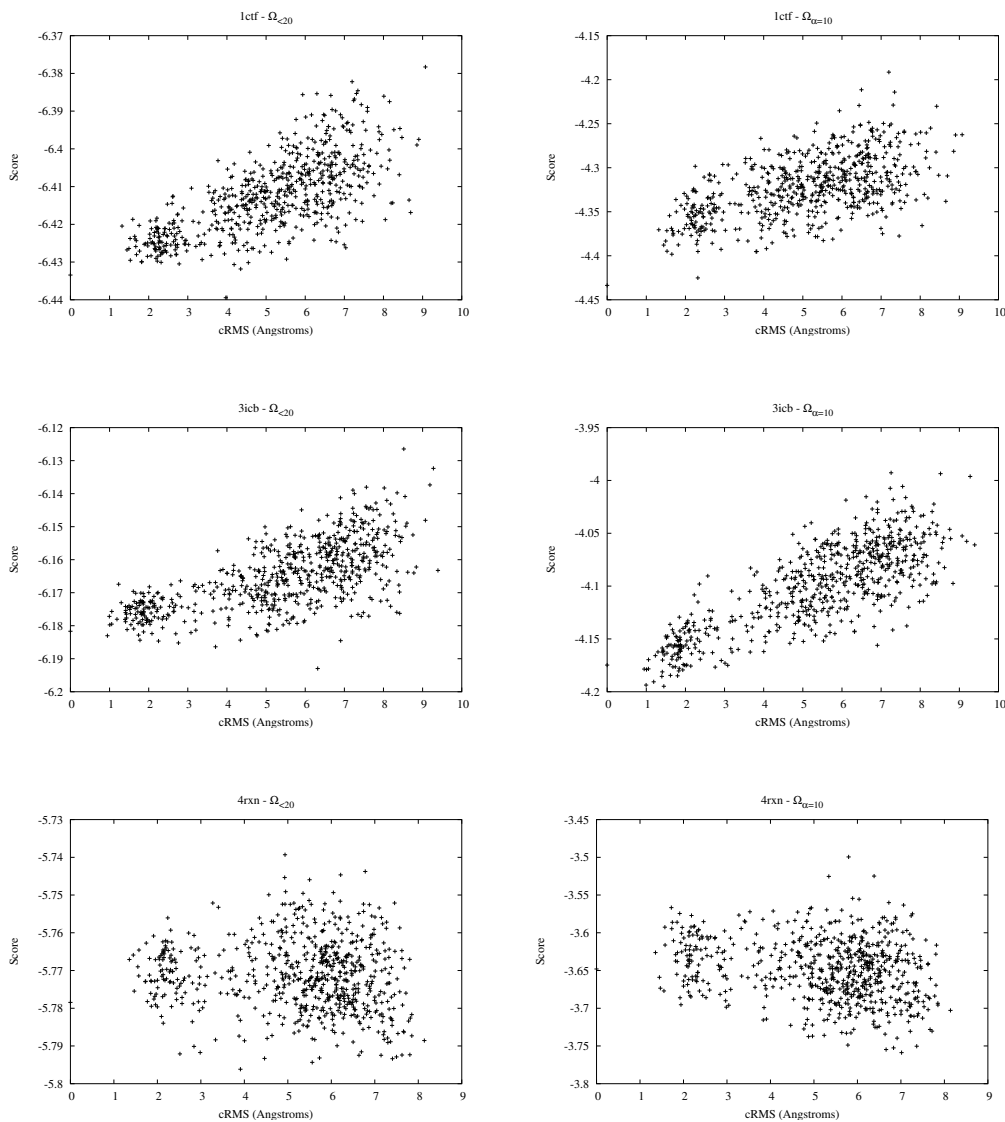 1ctf - Ω<20
-6.37
-6.38
-6.39
-6.4
-6.41
-6.42
-6.43
-6.44
Score
0 1 2 3 4 5 6 7 8 9 10
cRMS (Angstroms)
1ctf - Ωα=10
-4.15
-4.2
-4.25
-4.3
-4.35
-4.4
-4.45
Score
0 1 2 3 4 5 6 7 8 9 10
cRMS (Angstroms)
3icb - Ω<20
-6.12
-6.13
-6.14
-6.15
-6.16
-6.17
-6.18
-6.19
-6.2
Score
0 1 2 3 4 5 6 7 8 9 10
cRMS (Angstroms)
3icb - Ωα=10
-3.95
-4
-4.05
-4.1
-4.15
-4.2
Score
0 1 2 3 4 5 6 7 8 9 10
cRMS (Angstroms)
4rxn - Ω<20
-5.73
-5.74
-5.75
-5.76
-5.77
-5.78
-5.79
-5.8
Score
0 1 2 3 4 5 6 7 8 9
cRMS (Angstroms)
4rxn - Ωα=10
-3.45
-3.5
-3.55
-3.6
-3.65
-3.7
-3.75
-3.8
Score
0 1 2 3 4 5 6 7 8 9
cRMS (Angstroms)